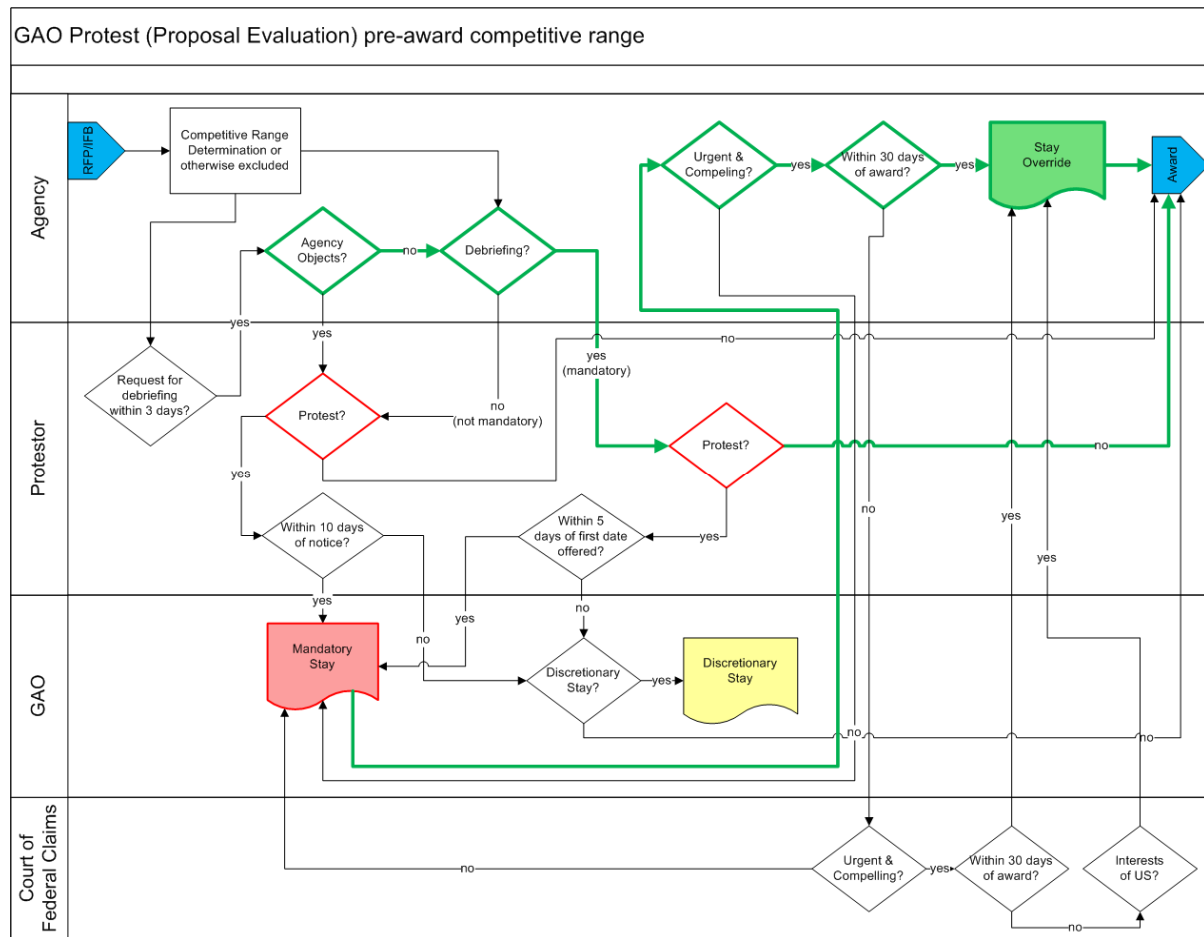 GAO Protest (Proposal Evaluation) pre-award competitive range
Agency
RFP/IFB
Competitive Range
Determination or
otherwise excluded
Urgent &
Compeling?
yes
Within 30 days
of award?
yes
Stay
Override
Award
Agency
Objects?
no
Debriefing?
yes
yes
no
yes
(mandatory)
Protestor
Request for
debriefing
within 3 days?
Protest?
no
(not mandatory)
Protest?
no
yes
Within 10 days
of notice?
Within 5
days of first date
offered?
yes
no
yes
yes
yes
no
yes
no
GAO
Mandatory
Stay
Discretionary
Stay?
yes
Discretionary
Stay
no
no
Court of
Federal Claims
no
Urgent &
Compelling?
yes
Within 30 days
of award?
no
Interests
of US?